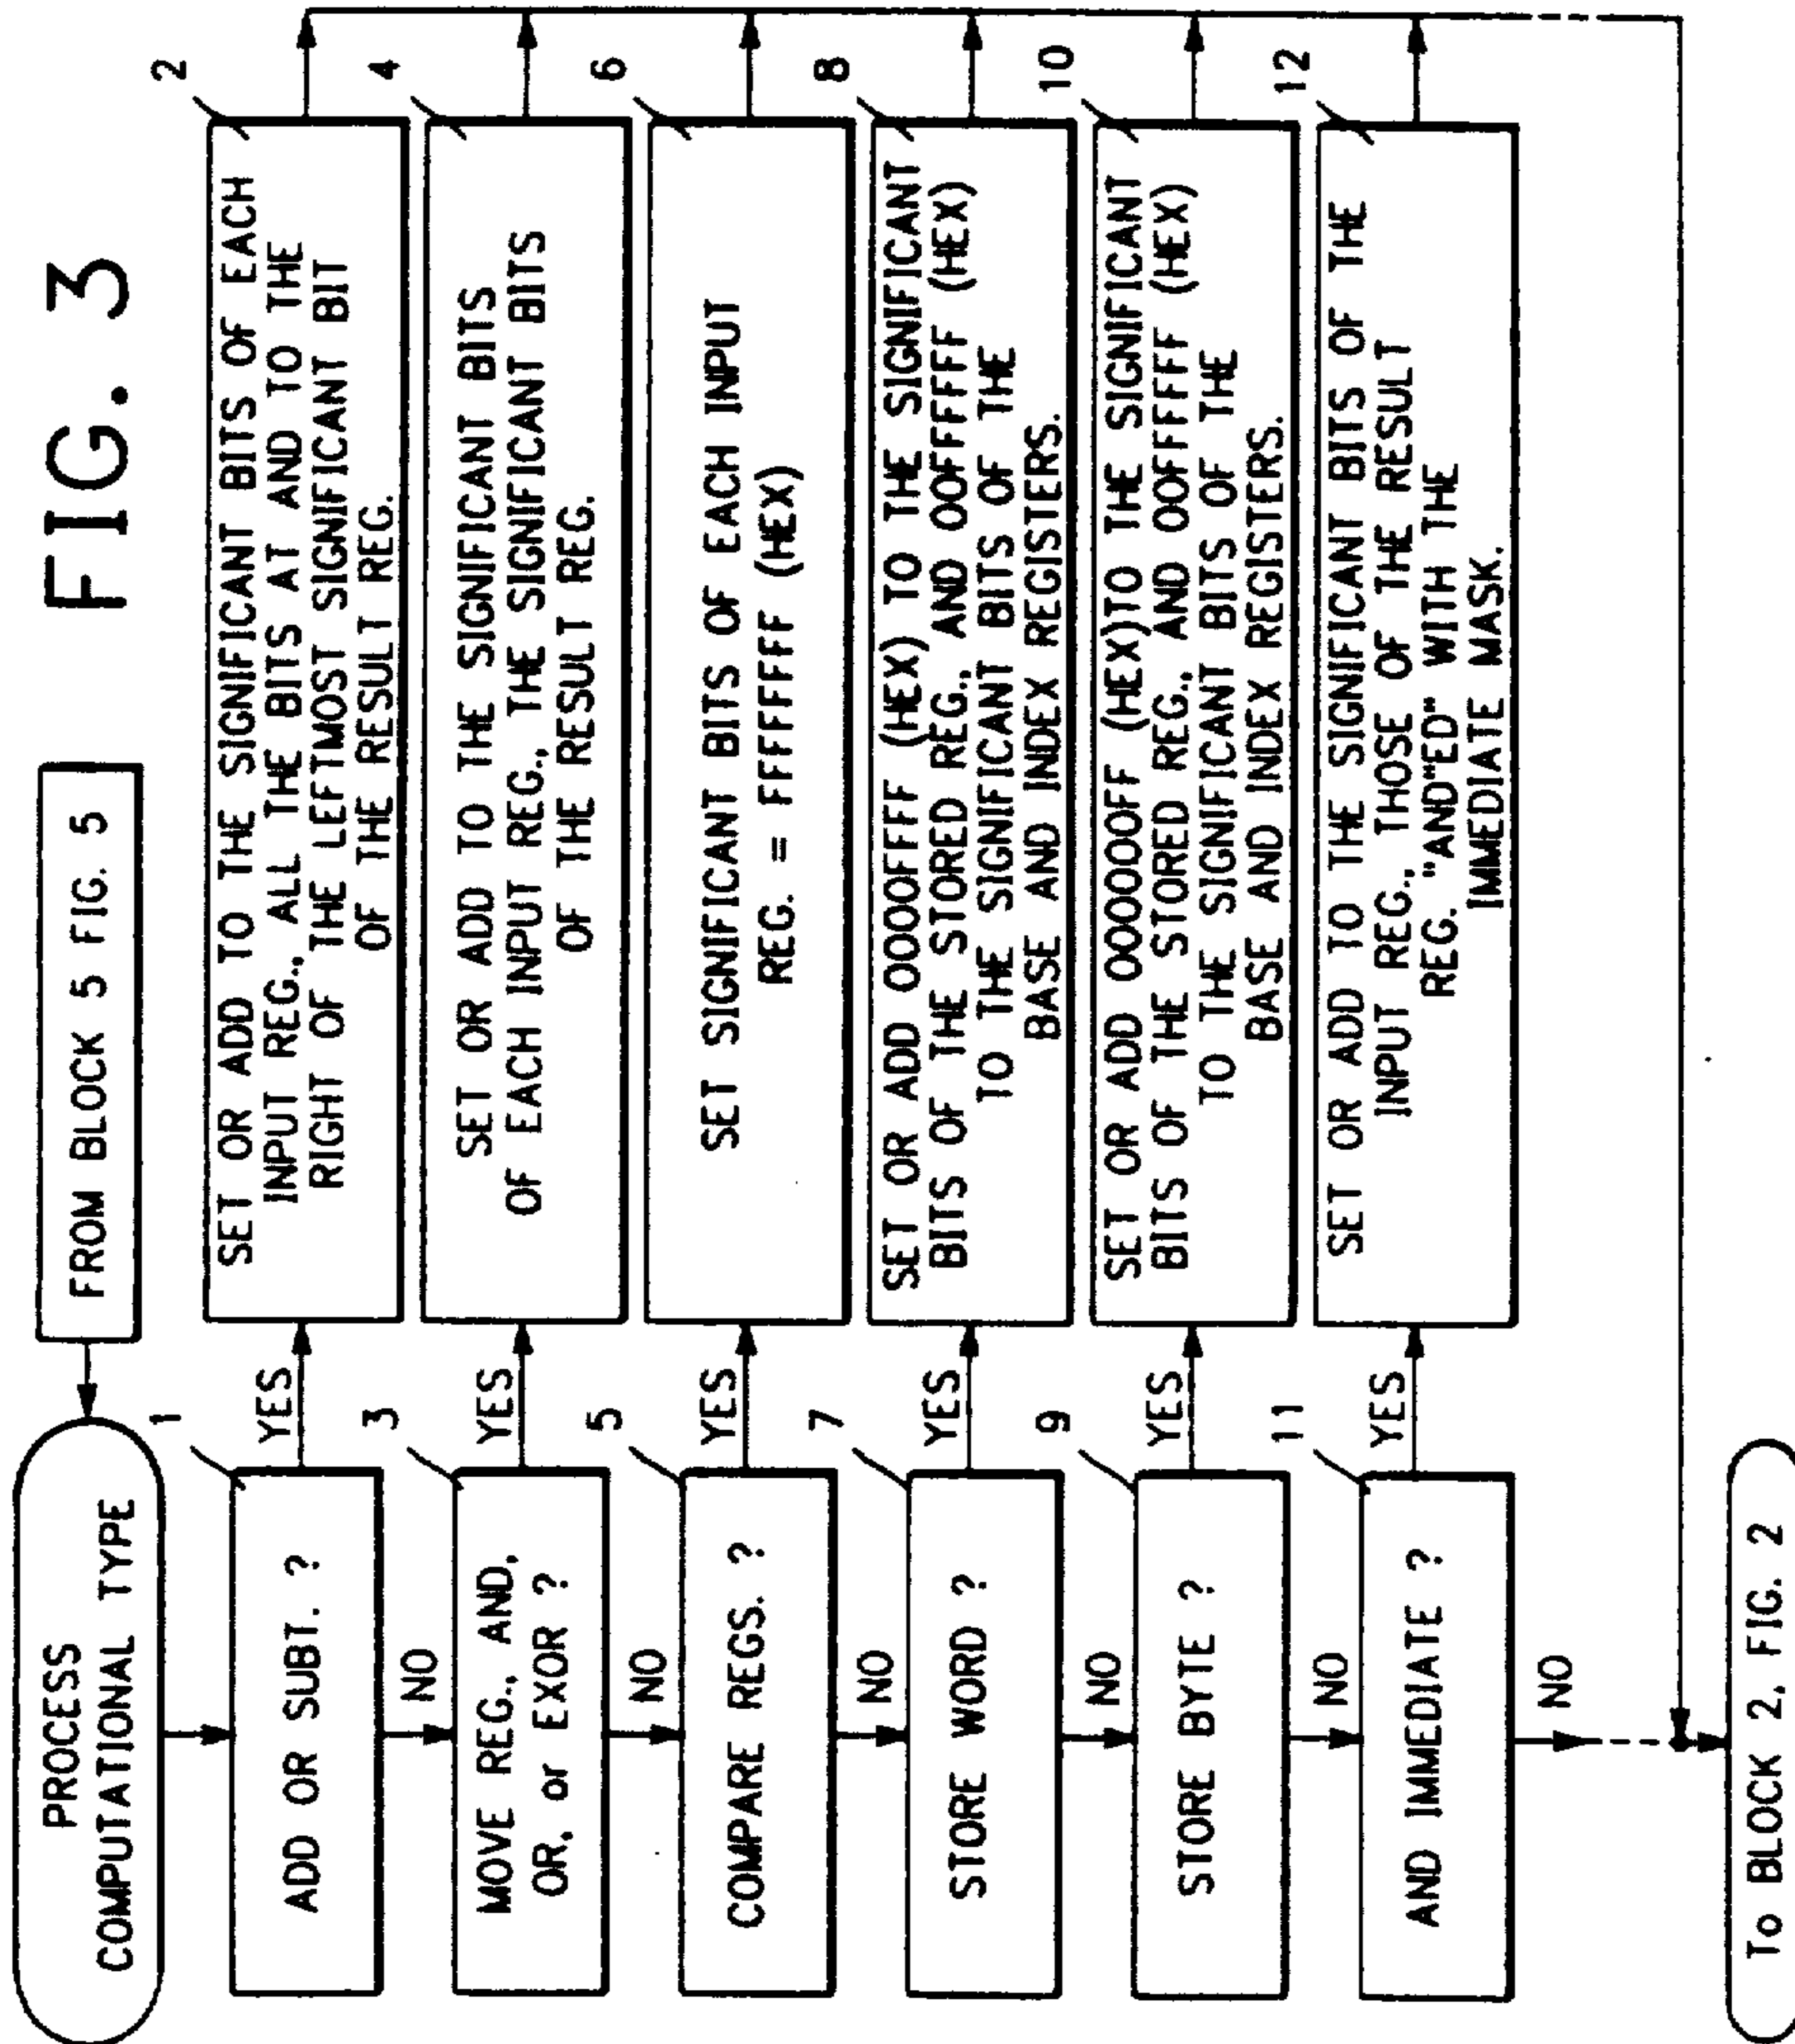 FIG. 3
FROM BLOCK 5 FIG. 5
PROCESS
COMPUTATIONAL TYPE
1
ADD OR SUBT. ?
YES
2
SET OR ADD TO THE SIGNIFICANT BITS OF EACH
INPUT REG., ALL THE BITS AT AND TO THE
RIGHT OF THE LEFTMOST SIGNIFICANT BIT
OF THE RESULT REG.
NO
3
MOVE REG., AND,
OR, or EXOR ?
YES
4
SET OR ADD TO THE SIGNIFICANT BITS
OF EACH INPUT REG., THE SIGNIFICANT BITS
OF THE RESULT REG.
NO
5
COMPARE REGS. ?
YES
6
SET SIGNIFICANT BITS OF EACH INPUT
REG. = FFFFFFFF (HEX)
NO
7
STORE WORD ?
YES
8
SET OR ADD 0000FFFF (HEX) TO THE SIGNIFICANT
BITS OF THE STORED REG., AND 00FFFFFF (HEX)
TO THE SIGNIFICANT BITS OF THE
BASE AND INDEX REGISTERS.
NO
9
STORE BYTE ?
YES
10
SET OR ADD 000000FF (HEX)TO THE SIGNIFICANT
BITS OF THE STORED REG., AND 00FFFFFF (HEX)
TO THE SIGNIFICANT BITS OF THE
BASE AND INDEX REGISTERS.
NO
11
AND IMMEDIATE ?
YES
12
SET OR ADD TO THE SIGNIFICANT BITS OF THE
INPUT REG., THOSE OF THE RESULT
REG. "AND"ED" WITH THE
IMMEDIATE MASK.
NO
To BLOCK 2, FIG. 2